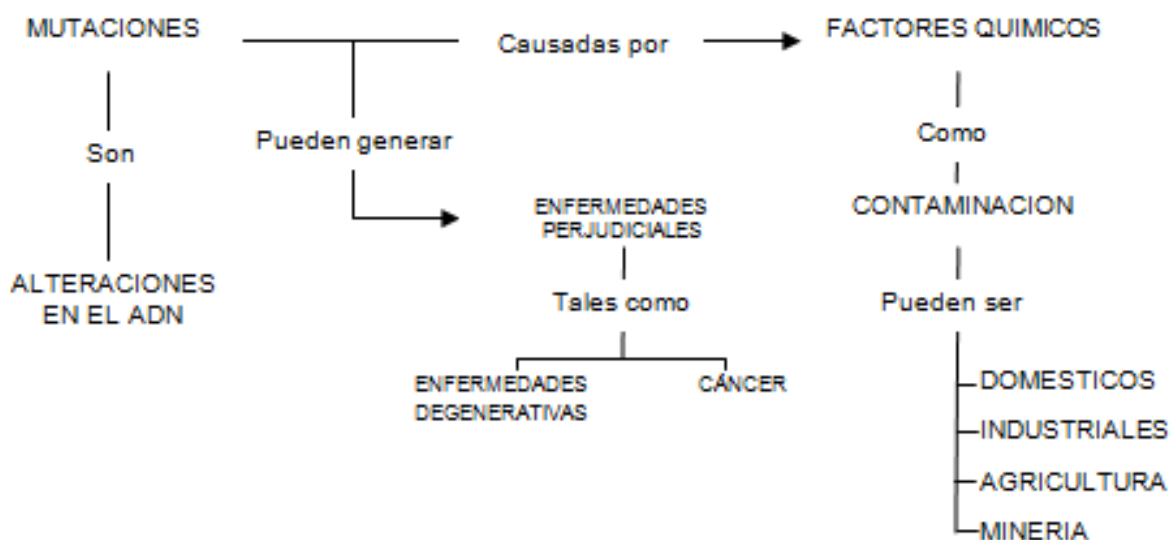 MUTACIONES
Causadas por
FACTORES QUIMICOS
Son
Pueden generar
Como
ALTERACIONES
EN EL ADN
ENFERMEDADES
PERJUDICIALES
CONTAMINACION
Tales como
Pueden ser
ENFERMEDADES
DEGENERATIVAS
CÁNCER
DOMESTICOS
INDUSTRIALES
AGRICULTURA
MINERIA